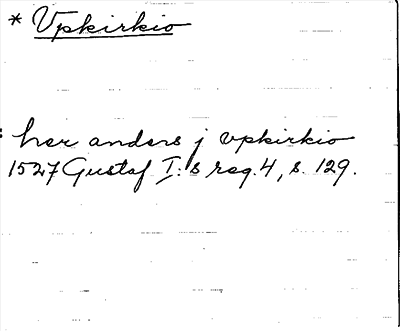 * Vpkirkio
her anders j vpkirkio
1527 Gustaf I:s reg. 4, s. 129.